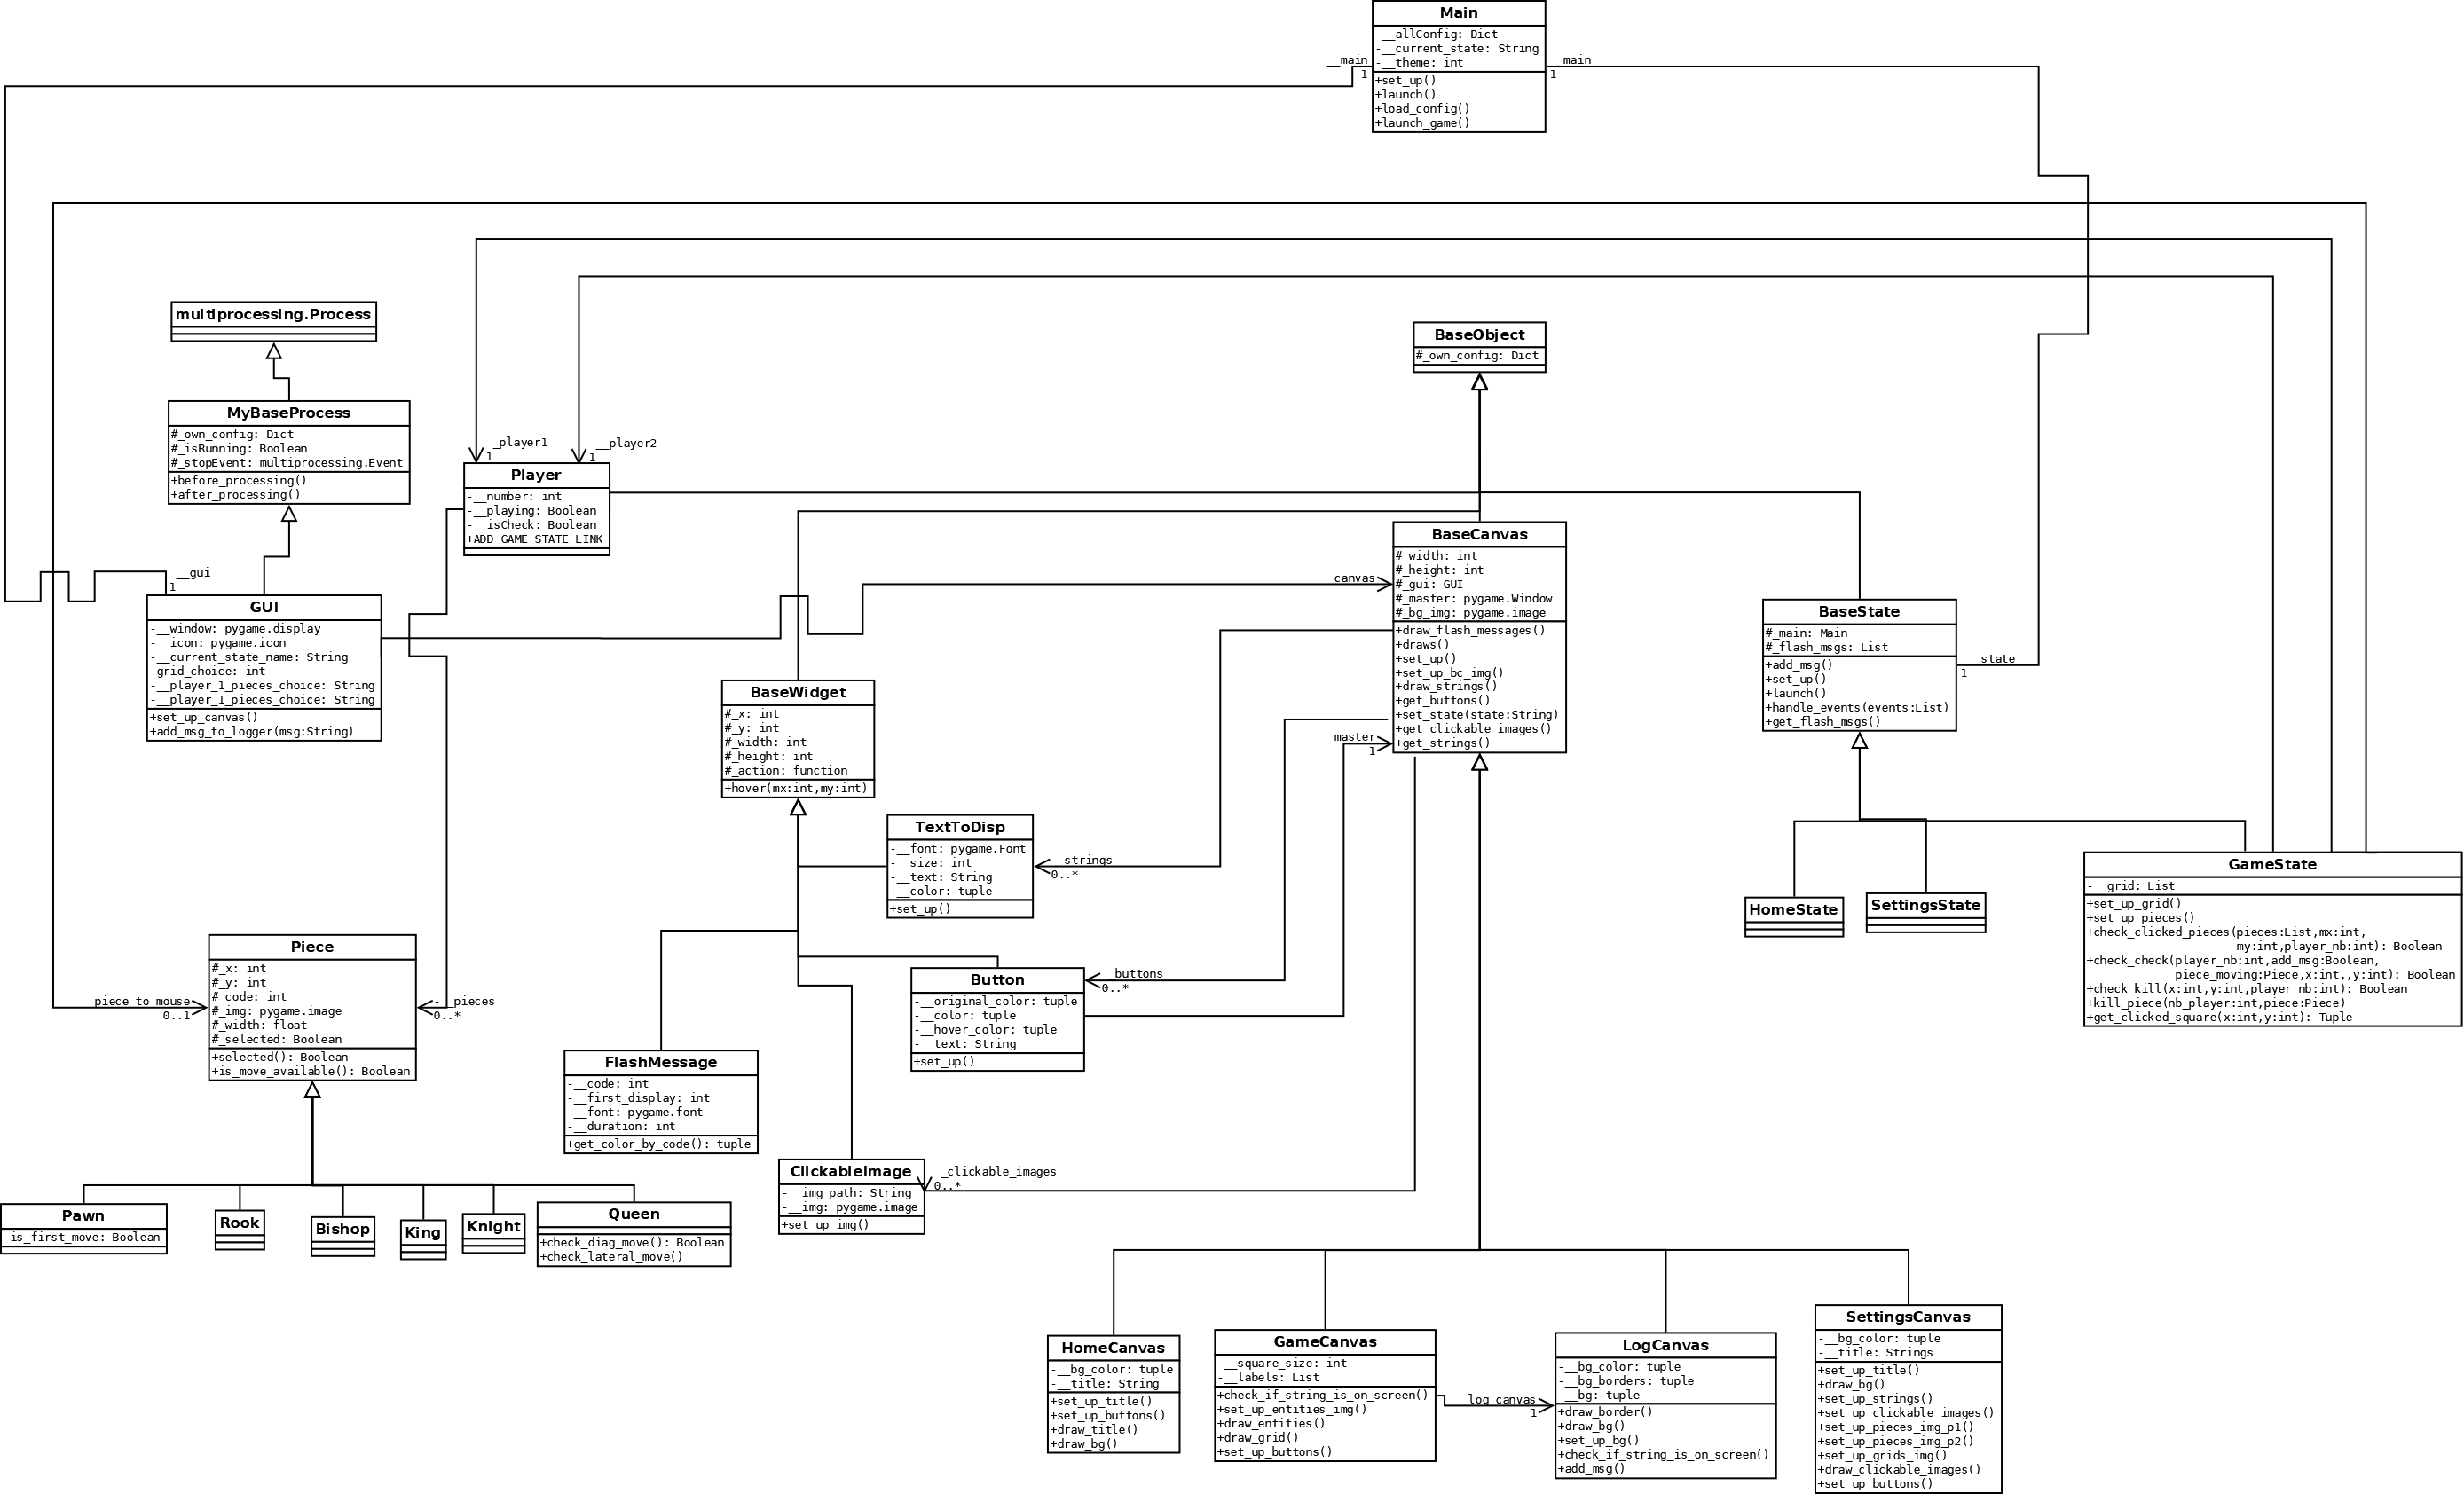 Main
-__allConfig: Dict
-__current_state: String
-__theme: int
+set_up()
+launch()
+load_config()
+launch_game()
__main
1
main
1
multiprocessing.Process
MyBaseProcess
#_own_config: Dict
#_isRunning: Boolean
#_stopEvent: multiprocessing.Event
+before_processing()
+after_processing()
_player1
1
__player2
1
Player
-__number: int
-__playing: Boolean
-__isCheck: Boolean
+ADD GAME STATE LINK
BaseObject
#_own_config: Dict
__gui
1
GUI
-__window: pygame.display
-__icon: pygame.icon
-__current_state_name: String
-grid_choice: int
-__player_1_pieces_choice: String
-__player_1_pieces_choice: String
+set_up_canvas()
+add_msg_to_logger(msg:String)
canvas
BaseCanvas
#_width: int
#_height: int
#_gui: GUI
#_master: pygame.Window
#_bg_img: pygame.image
+draw_flash_messages()
+draws()
+set_up()
+set_up_bc_img()
+draw_strings()
+get_buttons()
+set_state(state:String)
+get_clickable_images()
+get_strings()
__master
1
BaseState
#_main: Main
#_flash_msgs: List
+add_msg()
+set_up()
+launch()
+handle_events(events:List)
+get_flash_msgs()
state
1
BaseWidget
#_x: int
#_y: int
#_width: int
#_height: int
#_action: function
+hover(mx:int,my:int)
TextToDisp
-__font: pygame.Font
-__size: int
-__text: String
-__color: tuple
+set_up()
_strings
0..*
HomeState
SettingsState
GameState
-__grid: List
+set_up_grid()
+set_up_pieces()
+check_clicked_pieces(pieces:List,mx:int,
my:int,player_nb:int): Boolean
+check_check(player_nb:int,add_msg:Boolean,
piece_moving:Piece,x:int,,y:int): Boolean
+check_kill(x:int,y:int,player_nb:int): Boolean
+kill_piece(nb_player:int,piece:Piece)
+get_clicked_square(x:int,y:int): Tuple
Piece
#_x: int
#_y: int
#_code: int
#_img: pygame.image
#_width: float
#_selected: Boolean
+selected(): Boolean
+is_move_available(): Boolean
piece_to_mouse
0..1
-__pieces
0..*
Button
-__original_color: tuple
-__color: tuple
-__hover_color: tuple
-__text: String
+set_up()
_buttons
0..*
FlashMessage
-__code: int
-__first_display: int
-__font: pygame.font
-__duration: int
+get_color_by_code(): tuple
ClickableImage
-__img_path: String
-__img: pygame.image
+set_up_img()
_clickable_images
0..*
Pawn
-is_first_move: Boolean
Rook
Bishop
King
Knight
Queen
+check_diag_move(): Boolean
+check_lateral_move()
HomeCanvas
-__bg_color: tuple
-__title: String
+set_up_title()
+set_up_buttons()
+draw_title()
+draw_bg()
GameCanvas
-__square_size: int
-__labels: List
+check_if_string_is_on_screen()
+set_up_entities_img()
+draw_entities()
+draw_grid()
+set_up_buttons()
log_canvas
1
LogCanvas
-__bg_color: tuple
-__bg_borders: tuple
-__bg: tuple
+draw_border()
+draw_bg()
+set_up_bg()
+check_if_string_is_on_screen()
+add_msg()
SettingsCanvas
-__bg_color: tuple
-__title: Strings
+set_up_title()
+draw_bg()
+set_up_strings()
+set_up_clickable_images()
+set_up_pieces_img_p1()
+set_up_pieces_img_p2()
+set_up_grids_img()
+draw_clickable_images()
+set_up_buttons()